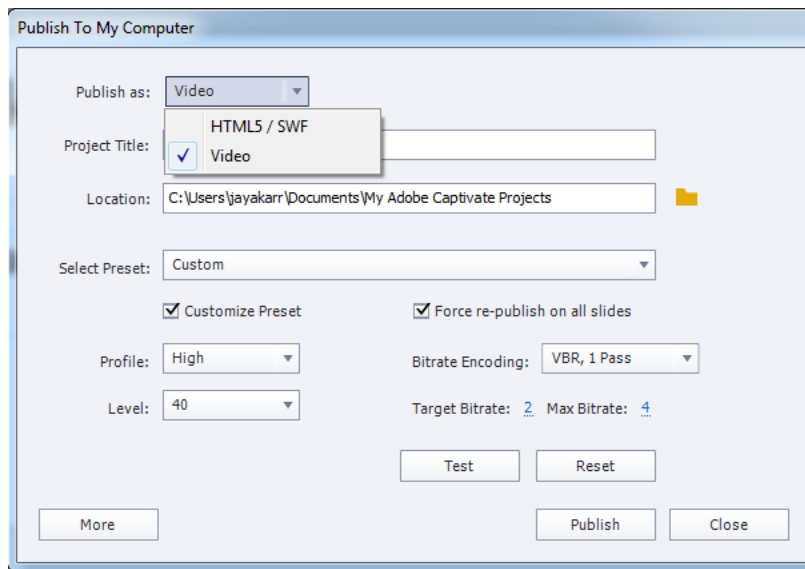 Publish To My Computer
Publish as: Video
HTML5 / SWF
Project Title:
Video
Location: C:\Users\jayakarr\Documents\My Adobe Captivate Projects
Select Preset: Custom
Customize Preset Force re-publish on all slides
Profile: High Bitrate Encoding: VBR, 1 Pass
Level: 40 Target Bitrate: 2 Max Bitrate: 4
Test Reset
More Publish Close